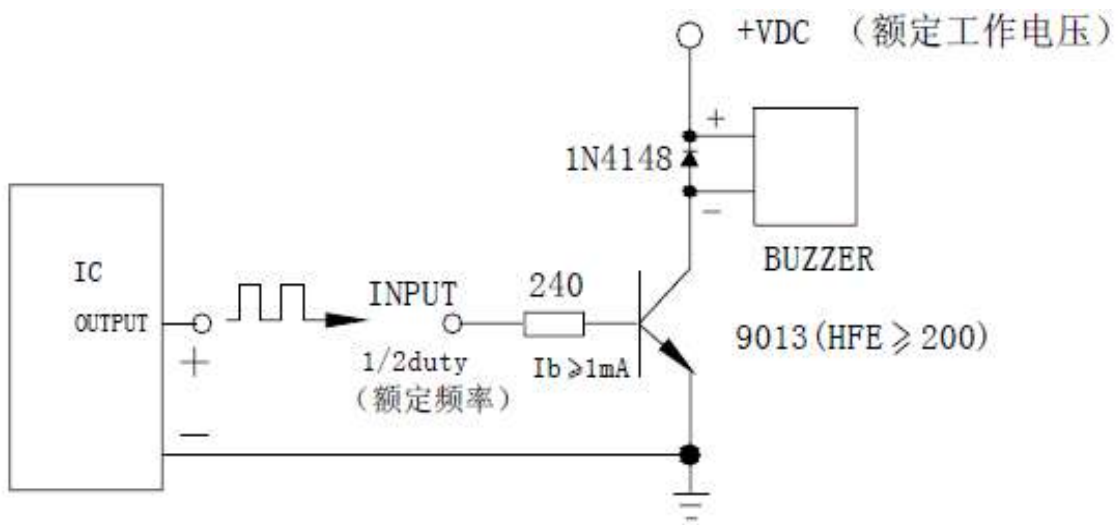 +VDC （额定工作电压）
+
1N4148
−
BUZZER
IC
OUTPUT
+
−
INPUT
1/2duty
（额定频率）
240
Ib≥1mA
9013(HFE≥200)